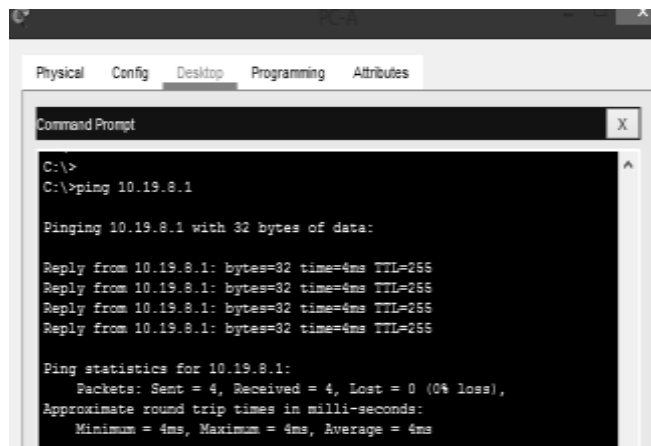 PC-A
Physical Config Desktop Programming Attributes
Command Prompt
X
C:\>
C:\>ping 10.19.8.1
Pinging 10.19.8.1 with 32 bytes of data:
Reply from 10.19.8.1: bytes=32 time=4ms TTL=255
Reply from 10.19.8.1: bytes=32 time=4ms TTL=255
Reply from 10.19.8.1: bytes=32 time=4ms TTL=255
Reply from 10.19.8.1: bytes=32 time=4ms TTL=255
Ping statistics for 10.19.8.1:
Packets: Sent = 4, Received = 4, Lost = 0 (0% loss),
Approximate round trip times in milli-seconds:
Minimum = 4ms, Maximum = 4ms, Average = 4ms